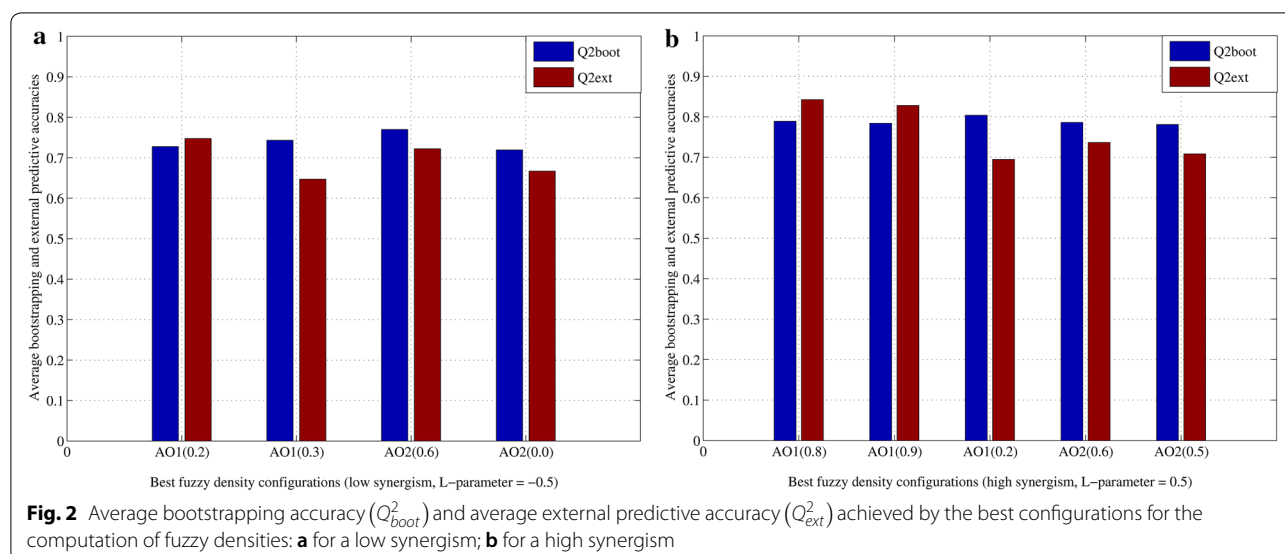 a
Average bootstrapping and external predictive accuracies
1
0.9
0.8
0.7
0.6
0.5
0.4
0.3
0.2
0.1
0
Q2boot
Q2ext
0 AO1(0.2) AO1(0.3) AO2(0.6) AO2(0.0)
Best fuzzy density configurations (low synergism, L−parameter = −0.5)
b
Average bootstrapping and external predictive accuracies
1
0.9
0.8
0.7
0.6
0.5
0.4
0.3
0.2
0.1
0
Q2boot
Q2ext
0 AO1(0.8) AO1(0.9) AO1(0.2) AO2(0.6) AO2(0.5)
Best fuzzy density configurations (high synergism, L−parameter = 0.5)
Fig. 2 Average bootstrapping accuracy (Q²boot) and average external predictive accuracy (Q²ext) achieved by the best configurations for the
computation of fuzzy densities: a for a low synergism; b for a high synergism